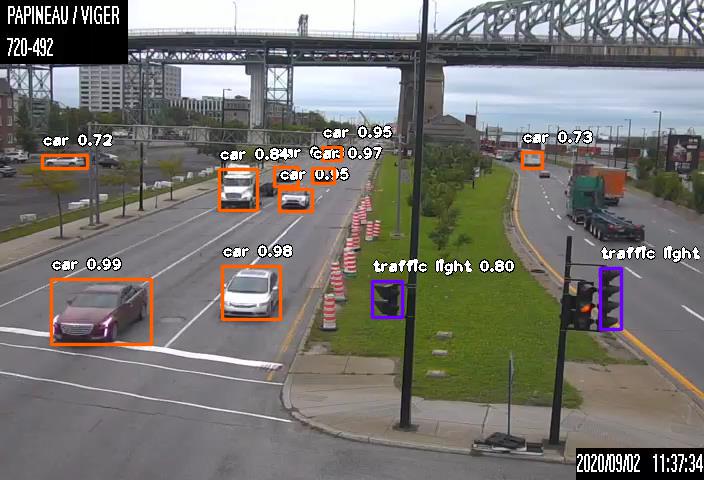 PAPINEAU / VIGER
720-492
car 0.95
car 0.72
car 0.73
car 0.84
car
car 0.97
car 0.95
car 0.98
car 0.99
traffic light
traffic light 0.80
2020/09/02 11:37:34